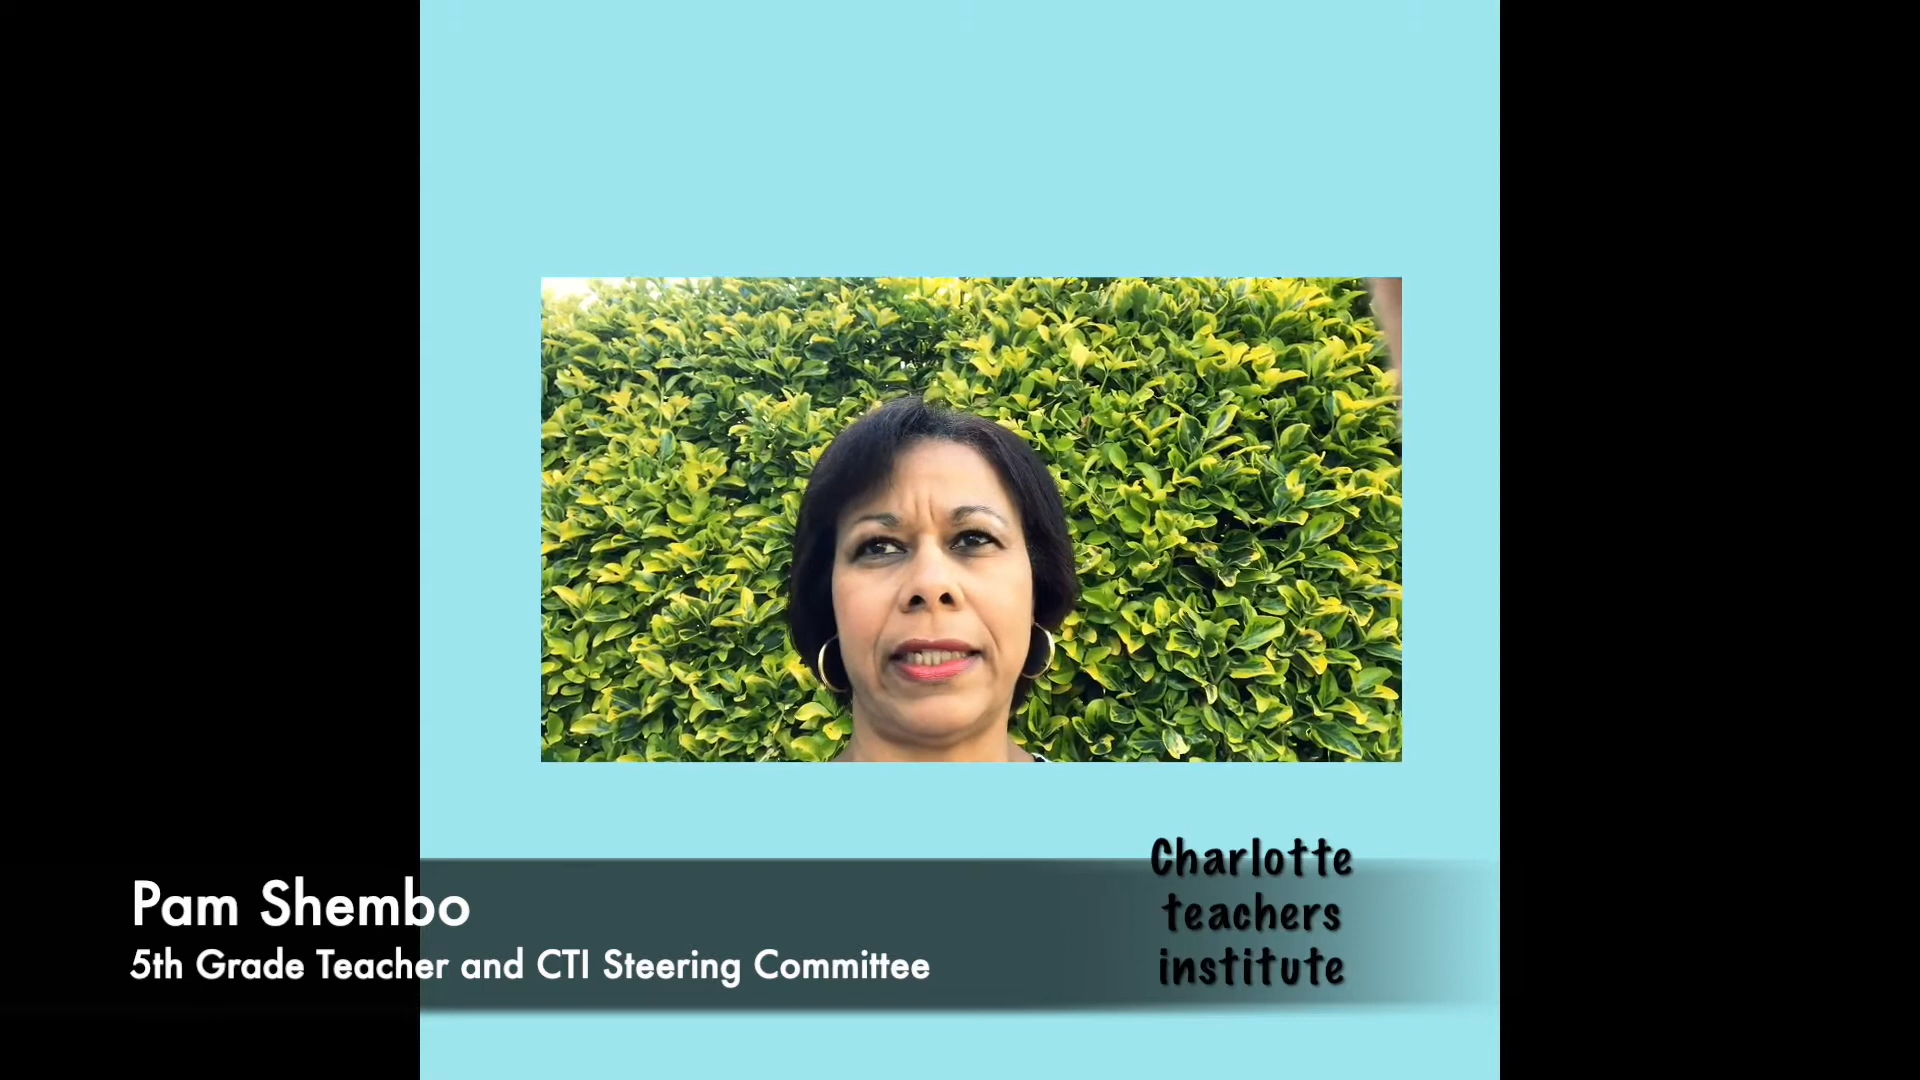 Pam Shembo
5th Grade Teacher and CTI Steering Committee
Charlotte
teachers
institute